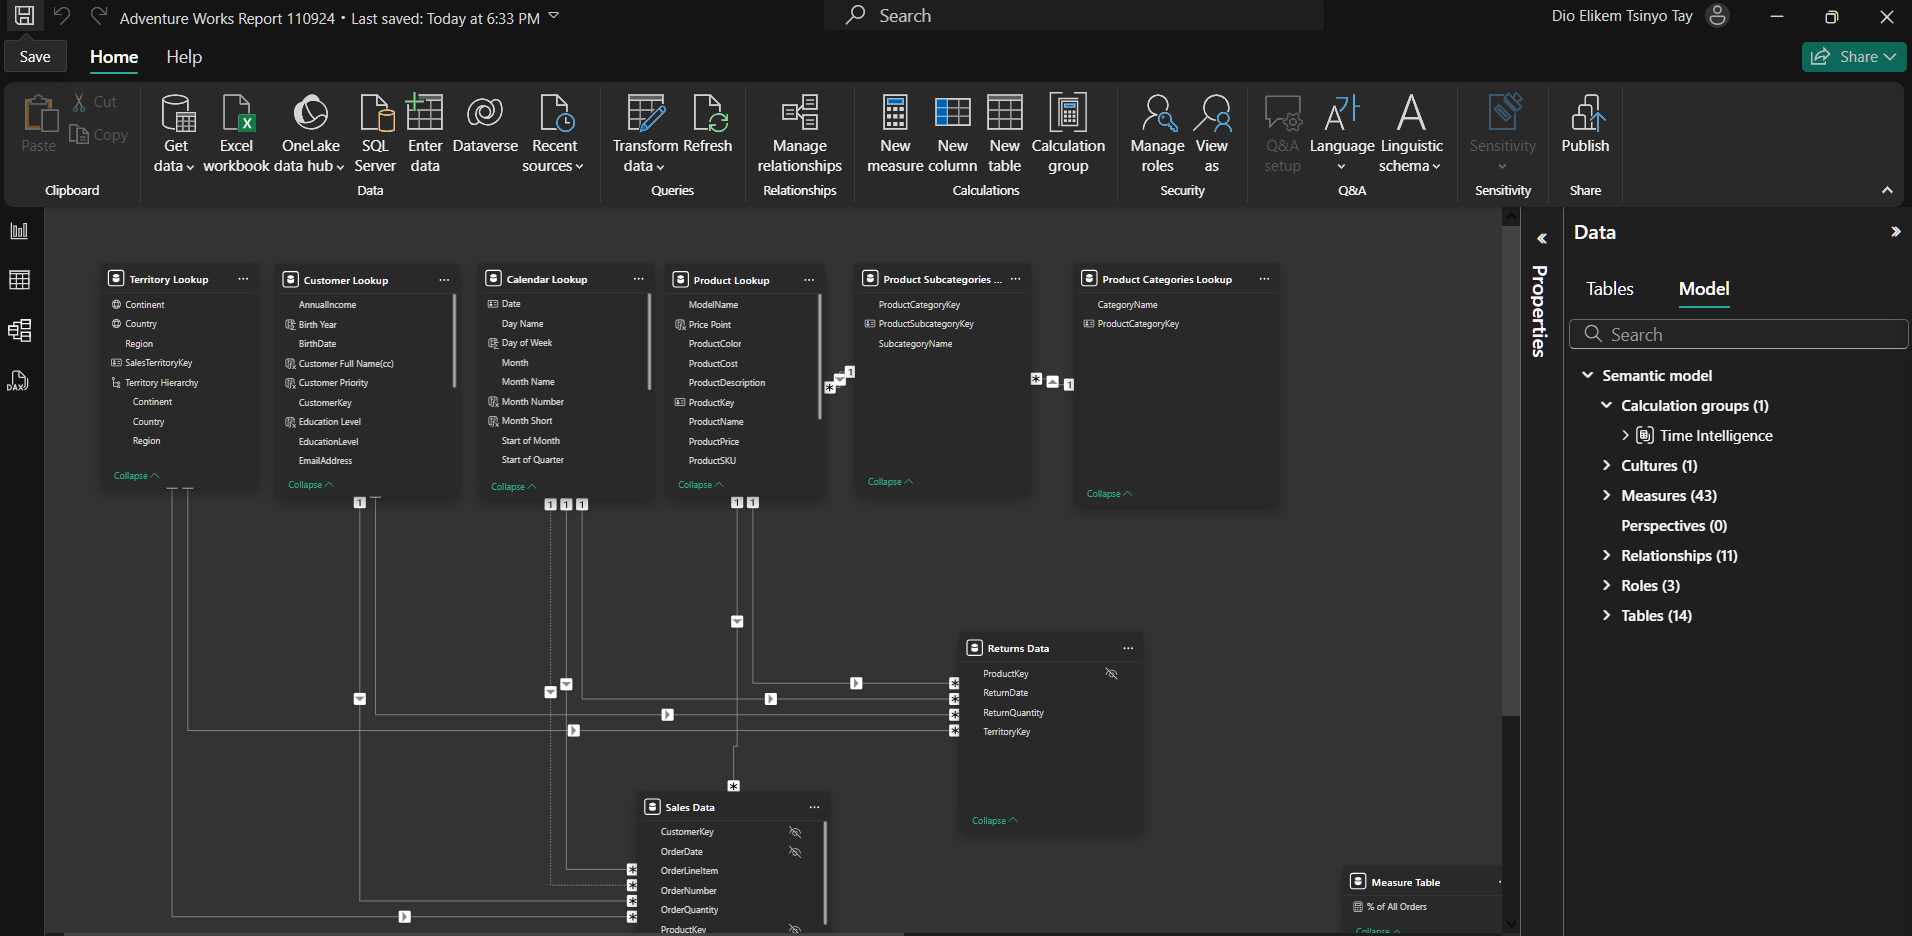 Adventure Works Report 110924 • Last saved: Today at 6:33 PM
Search
Dio Elikem Tsinyo Tay
Save
Home
Help
Share
Paste
Cut
Copy
Clipboard
Get data
Excel workbook
OneLake data hub
SQL Server
Enter data
Dataverse
Recent sources
Data
Transform data
Refresh
Queries
Manage relationships
Relationships
New measure
New column
New table
Calculation group
Calculations
Manage roles
View as
Security
Q&A setup
Language
Linguistic schema
Q&A
Sensitivity
Sensitivity
Publish
Share
Territory Lookup
Continent
Country
Region
SalesTerritoryKey
Territory Hierarchy
Continent
Country
Region
Collapse
Customer Lookup
AnnualIncome
Birth Year
BirthDate
Customer Full Name(cc)
Customer Priority
CustomerKey
Education Level
EducationLevel
EmailAddress
Collapse
Calendar Lookup
Date
Day Name
Day of Week
Month
Month Name
Month Number
Month Short
Start of Month
Start of Quarter
Collapse
Product Lookup
ModelName
Price Point
ProductColor
ProductCost
ProductDescription
ProductKey
ProductName
ProductPrice
ProductSKU
Collapse
Product Subcategories ...
ProductCategoryKey
ProductSubcategoryKey
SubcategoryName
Collapse
Product Categories Lookup
CategoryName
ProductCategoryKey
Collapse
* 1
* 1
1
1 1 1
1 1
Returns Data
ProductKey
ReturnDate
ReturnQuantity
TerritoryKey
Collapse
*
*
*
*
*
Sales Data
CustomerKey
OrderDate
OrderLineItem
OrderNumber
OrderQuantity
ProductKey
*
*
*
*
Measure Table
% of All Orders
Collapse
Properties
Data
Tables
Model
Search
Semantic model
Calculation groups (1)
Time Intelligence
Cultures (1)
Measures (43)
Perspectives (0)
Relationships (11)
Roles (3)
Tables (14)
DAX